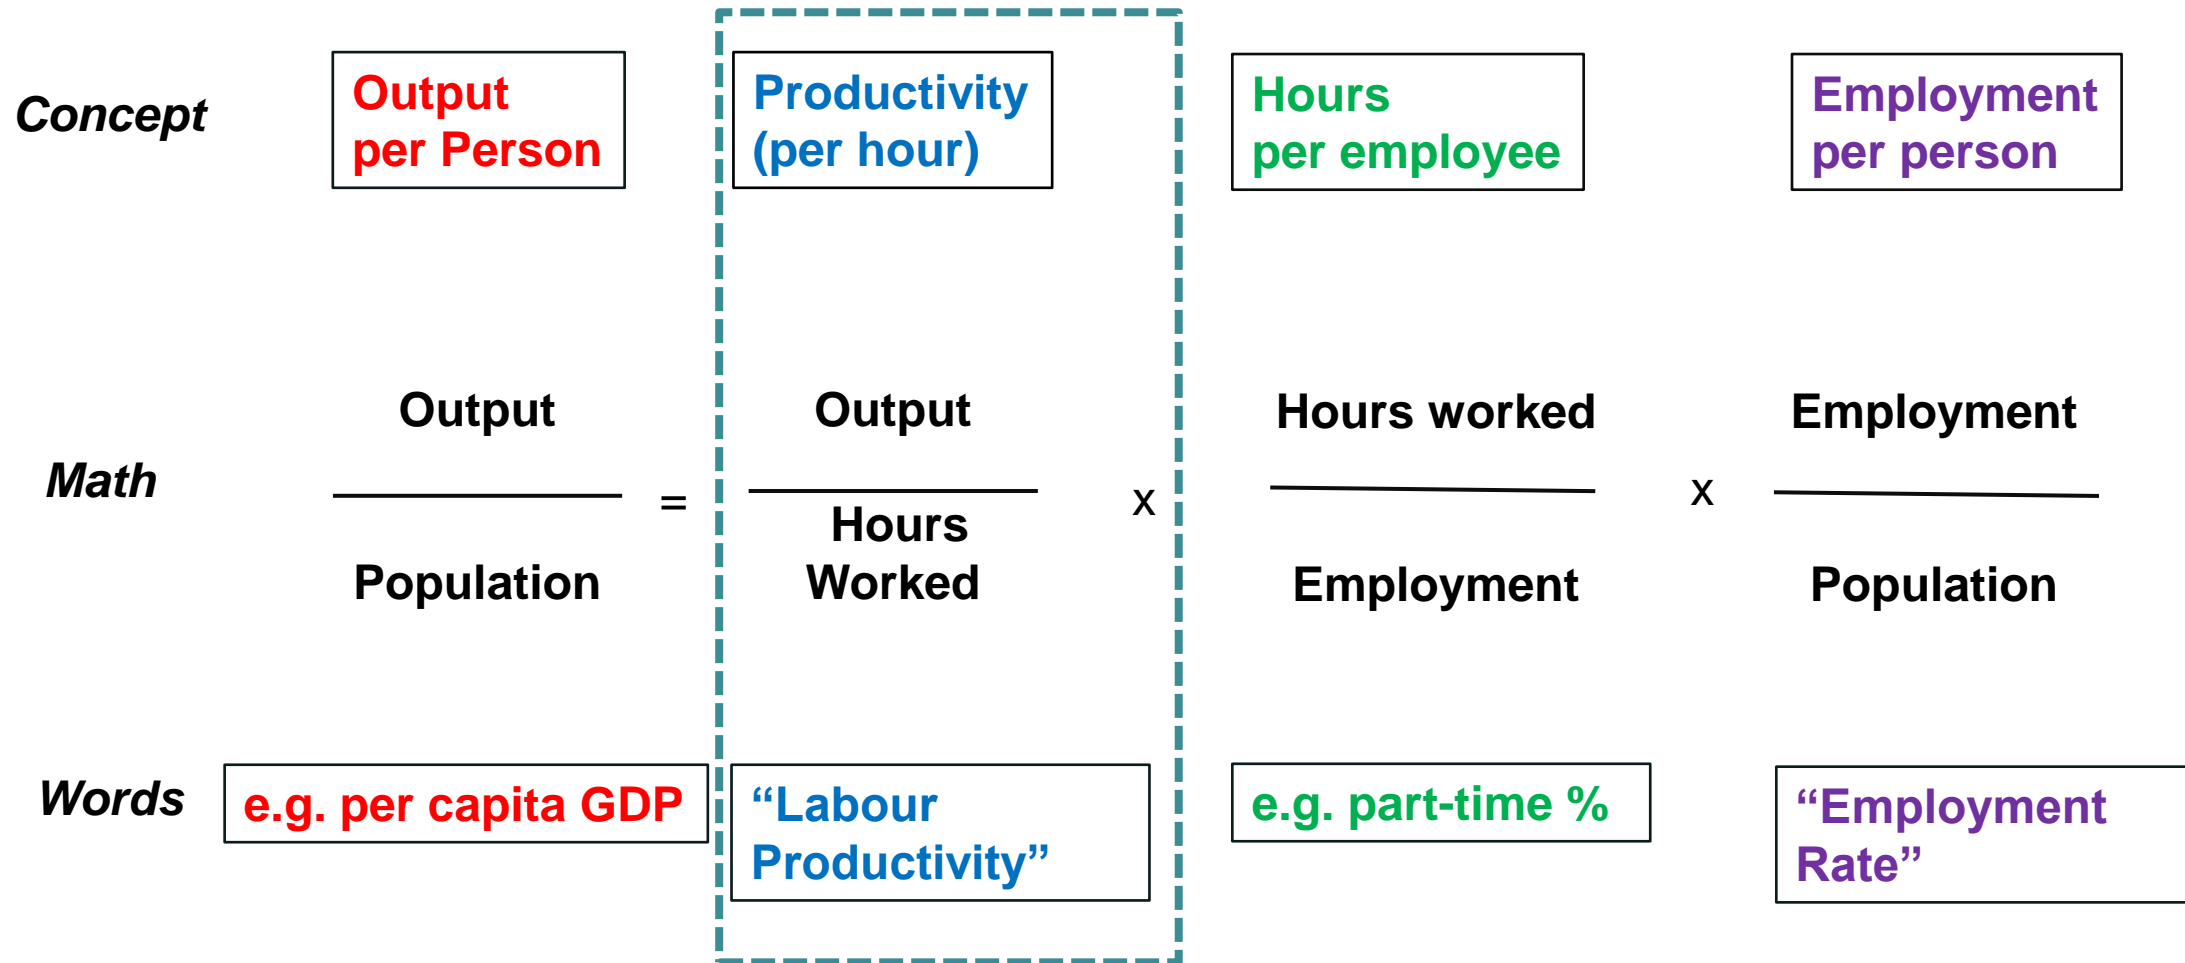 Concept
Output
per Person
Productivity
(per hour)
Hours
per employee
Employment
per person
Math
Output
Population
=
Output
Hours
Worked
x
Hours worked
Employment
x
Employment
Population
Words
e.g. per capita GDP
“Labour
Productivity”
e.g. part-time %
“Employment
Rate”